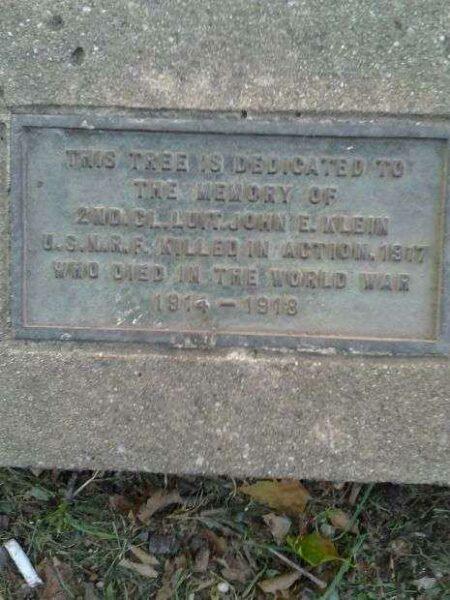 THIS TREE IS DEDICATED TO
THE MEMORY OF
2ND.CL.LUIT.JOHN E. KLEIN
U.S.N.R.F. KILLED IN ACTION.1917
WHO DIED IN THE WORLD WAR
1914 — 1918